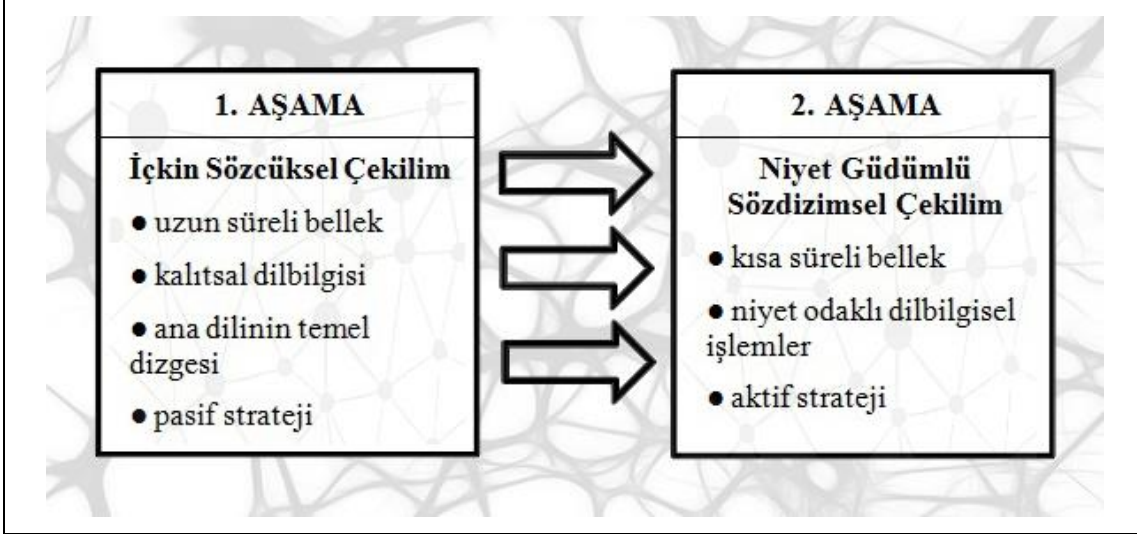 1. AŞAMA
İçkin Sözcüksel Çekilim
● uzun süreli bellek
● kalıtsal dilbilgisi
● ana dilinin temel
dizgesi
● pasif strateji
2. AŞAMA
Niyet Güdümlü
Sözdizimsel Çekilim
● kısa süreli bellek
● niyet odaklı dilbilgisel
işlemler
● aktif strateji